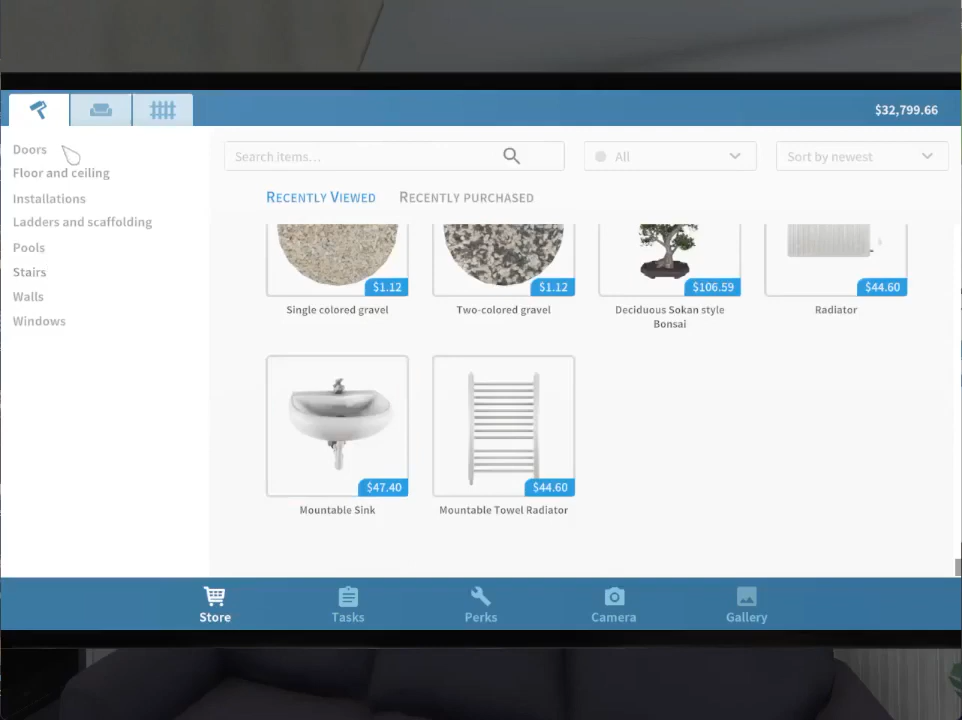 $32,799.66
Doors
Floor and ceiling
Installations
Ladders and scaffolding
Pools
Stairs
Walls
Windows
Search items...
All
Sort by newest
RECENTLY VIEWED
RECENTLY PURCHASED
$1.12
$1.12
$106.59
$44.60
Single colored gravel
Two-colored gravel
Deciduous Sokan style
Bonsai
Radiator
$47.40
$44.60
Mountable Sink
Mountable Towel Radiator
Store
Tasks
Perks
Camera
Gallery